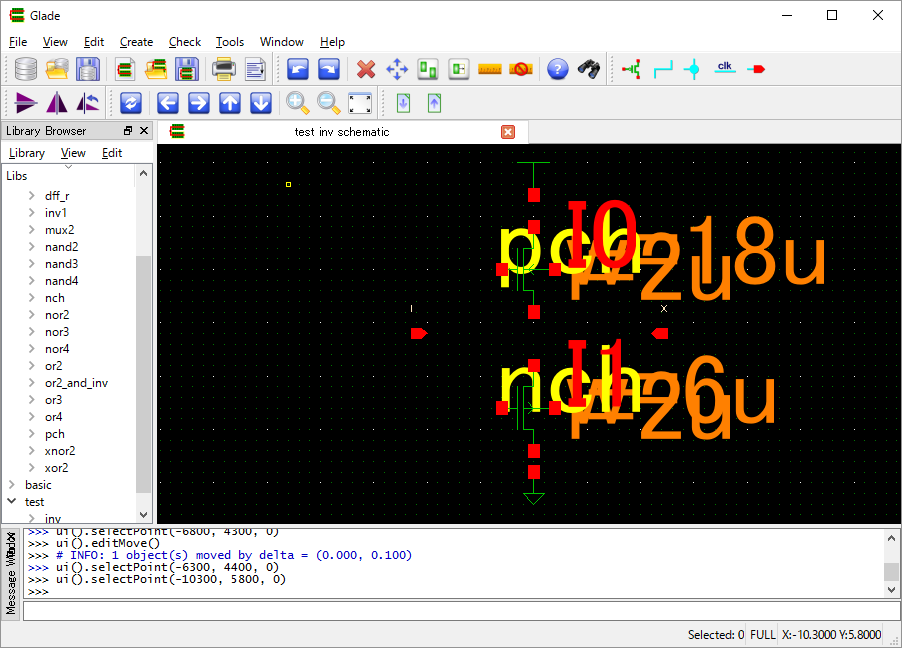 Glade
File View Edit Create Check Tools Window Help
clk
Library Browser
test inv schematic
Library View Edit
Libs
dff_r
inv1
mux2
nand2
nand3
nand4
nch
nor2
nor3
nor4
or2
or2_and_inv
or3
or4
pch
xnor2
xor2
basic
test
inv
I0
pch
18u
2u
I
x
I1
nch
6u
2u
Message Window
>>> ui().selectPoint(-6800, 4300, 0)
>>> ui().editMove()
>>> # INFO: 1 object(s) moved by delta = (0.000, 0.100)
>>> ui().selectPoint(-6300, 4400, 0)
>>> ui().selectPoint(-10300, 5800, 0)
>>>
Selected: 0 FULL X:-10.3000 Y:5.8000